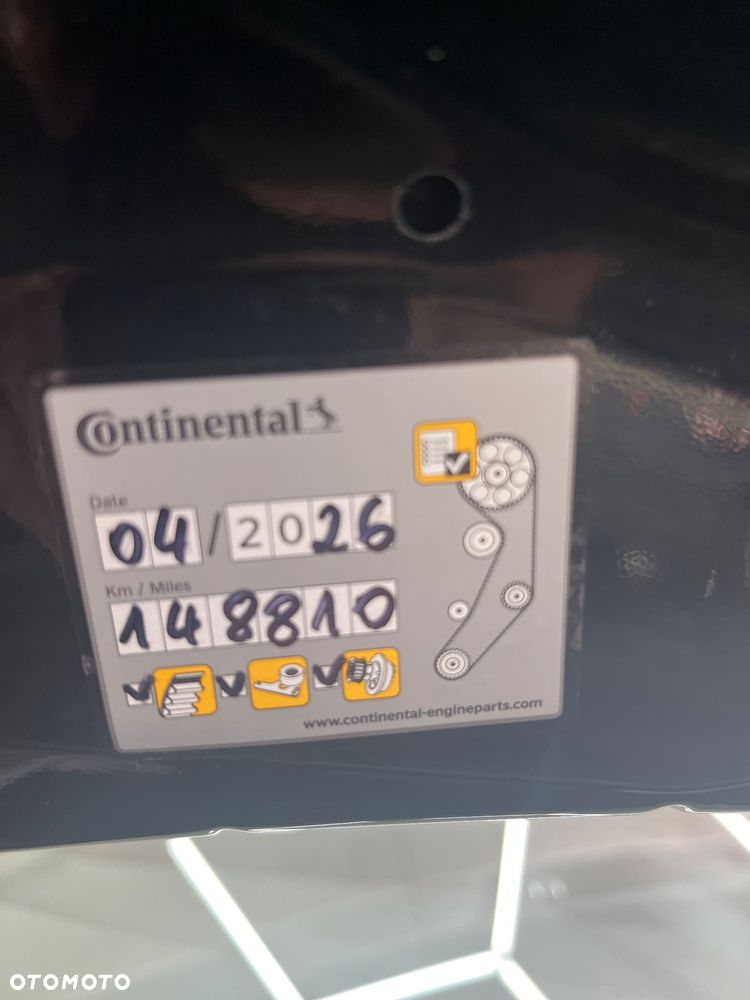 Continental
Date
04/2026
Km / Miles
148810
www.continental-engineparts.com
OTOMOTO